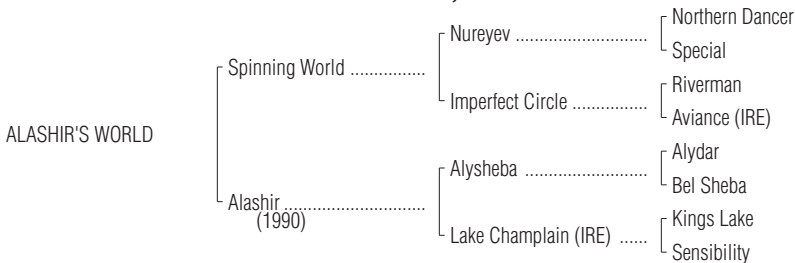 Northern Dancer
Nureyev ..............................
Special
Spinning World ................
Riverman
Imperfect Circle .................
Aviance (IRE)
ALASHIR'S WORLD
Alydar
Alysheba ............................
Bel Sheba
Alashir ..............................
(1990)
Kings Lake
Lake Champlain (IRE) ......
Sensibility